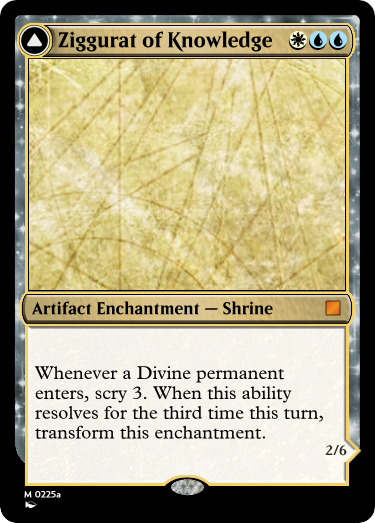 Ziggurat of Knowledge
Artifact Enchantment — Shrine
Whenever a Divine permanent
enters, scry 3. When this ability
resolves for the third time this turn,
transform this enchantment.
2/6
M 0225a